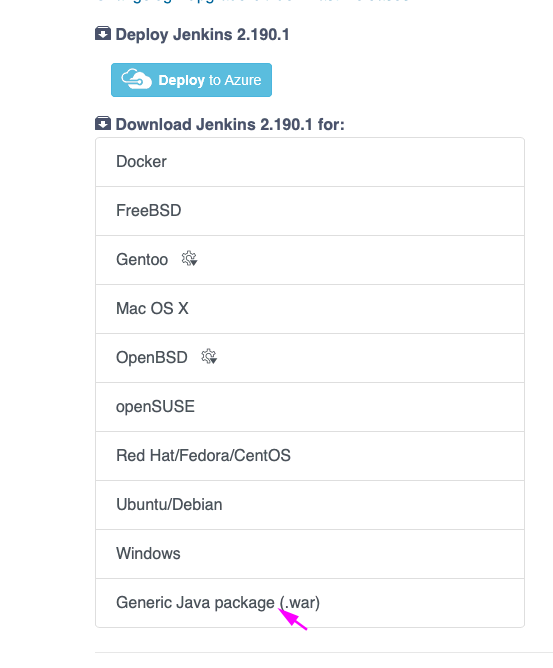 Deploy Jenkins 2.190.1
Deploy to Azure
Download Jenkins 2.190.1 for:
Docker
FreeBSD
Gentoo
Mac OS X
OpenBSD
openSUSE
Red Hat/Fedora/CentOS
Ubuntu/Debian
Windows
Generic Java package (.war)